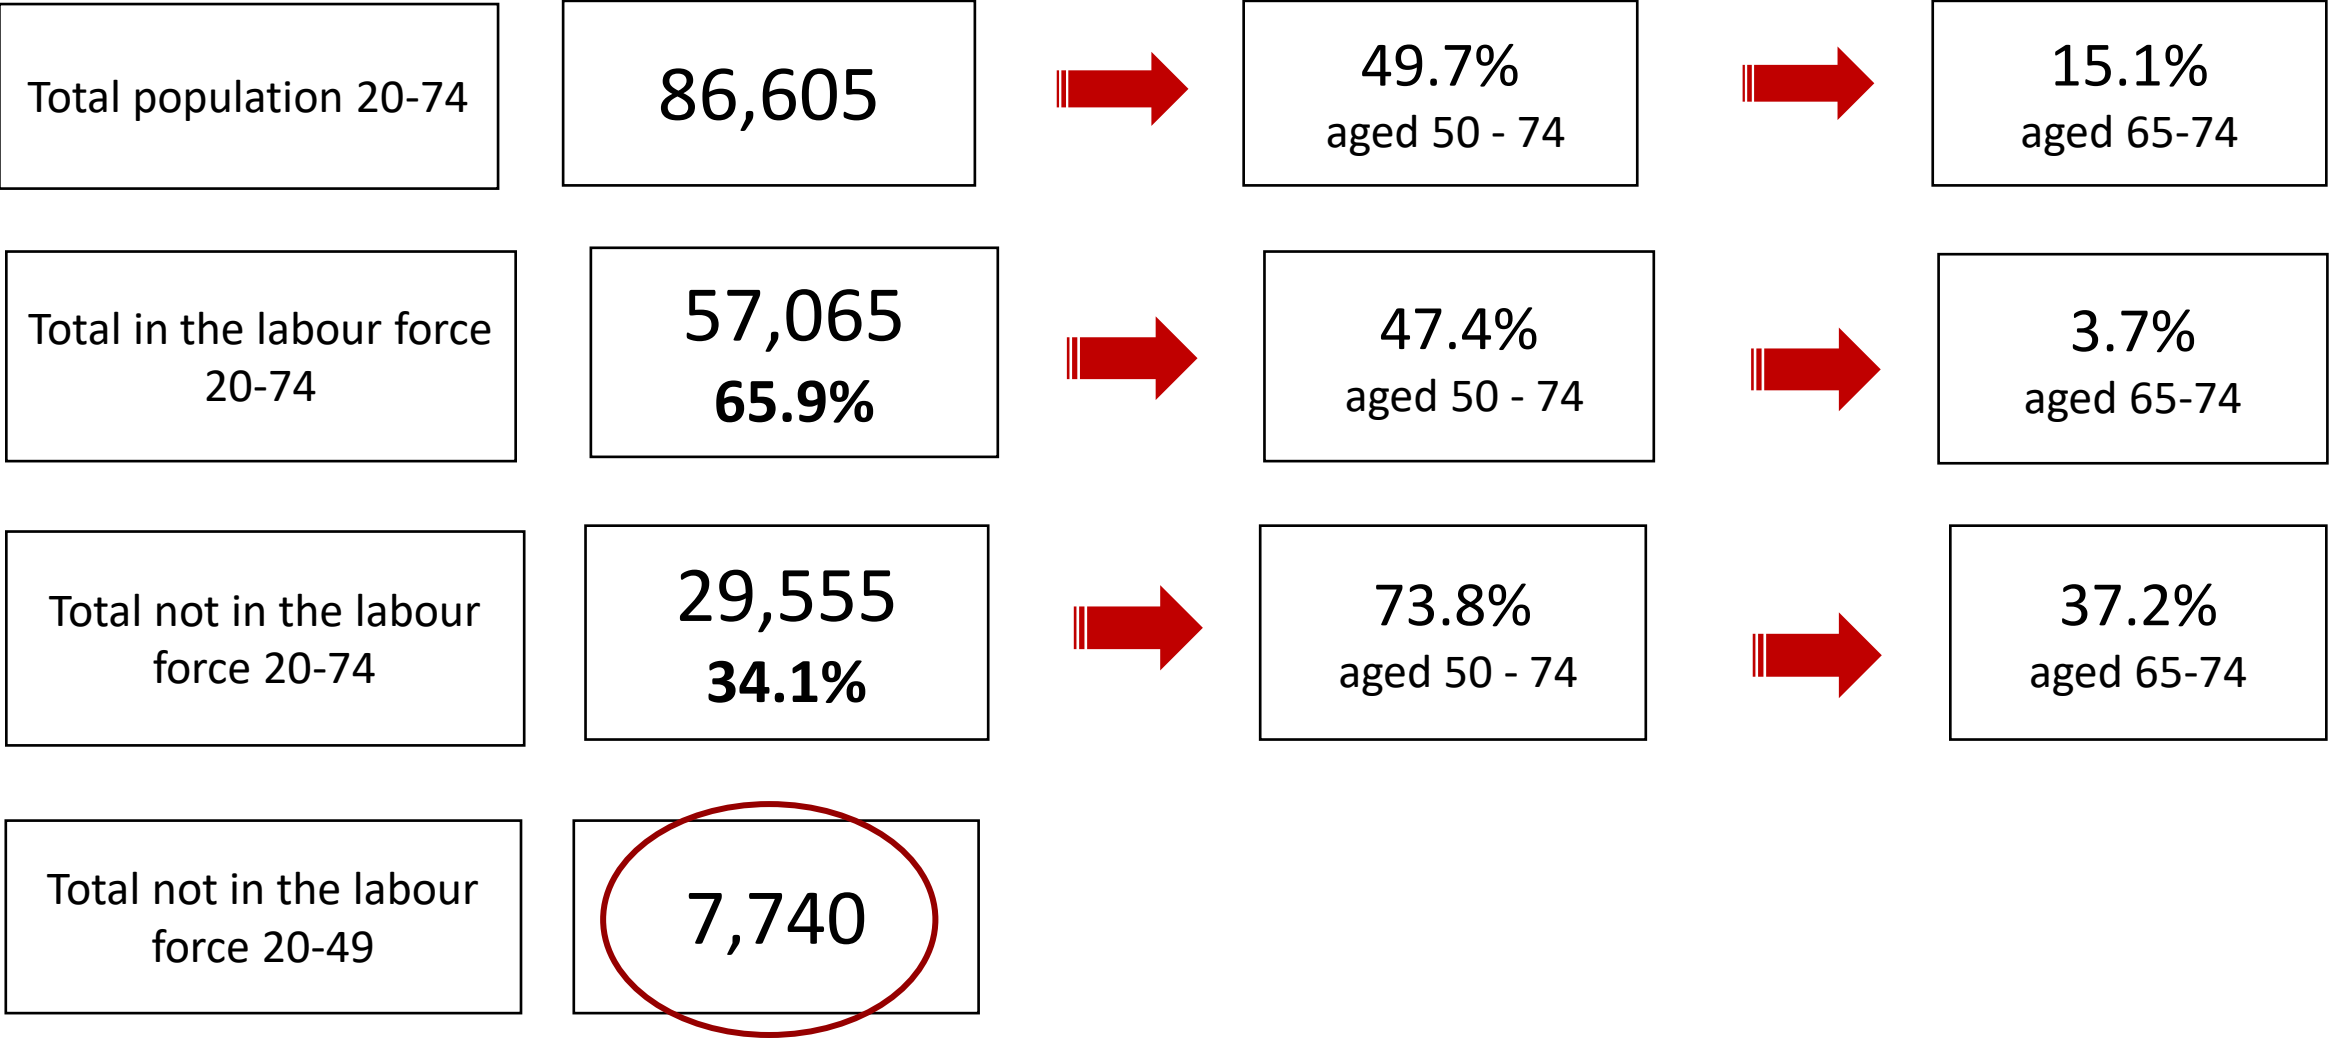 Total population 20-74
86,605
49.7%
aged 50 - 74
15.1%
aged 65-74
Total in the labour force
20-74
57,065
65.9%
47.4%
aged 50 - 74
3.7%
aged 65-74
Total not in the labour
force 20-74
29,555
34.1%
73.8%
aged 50 - 74
37.2%
aged 65-74
Total not in the labour
force 20-49
7,740